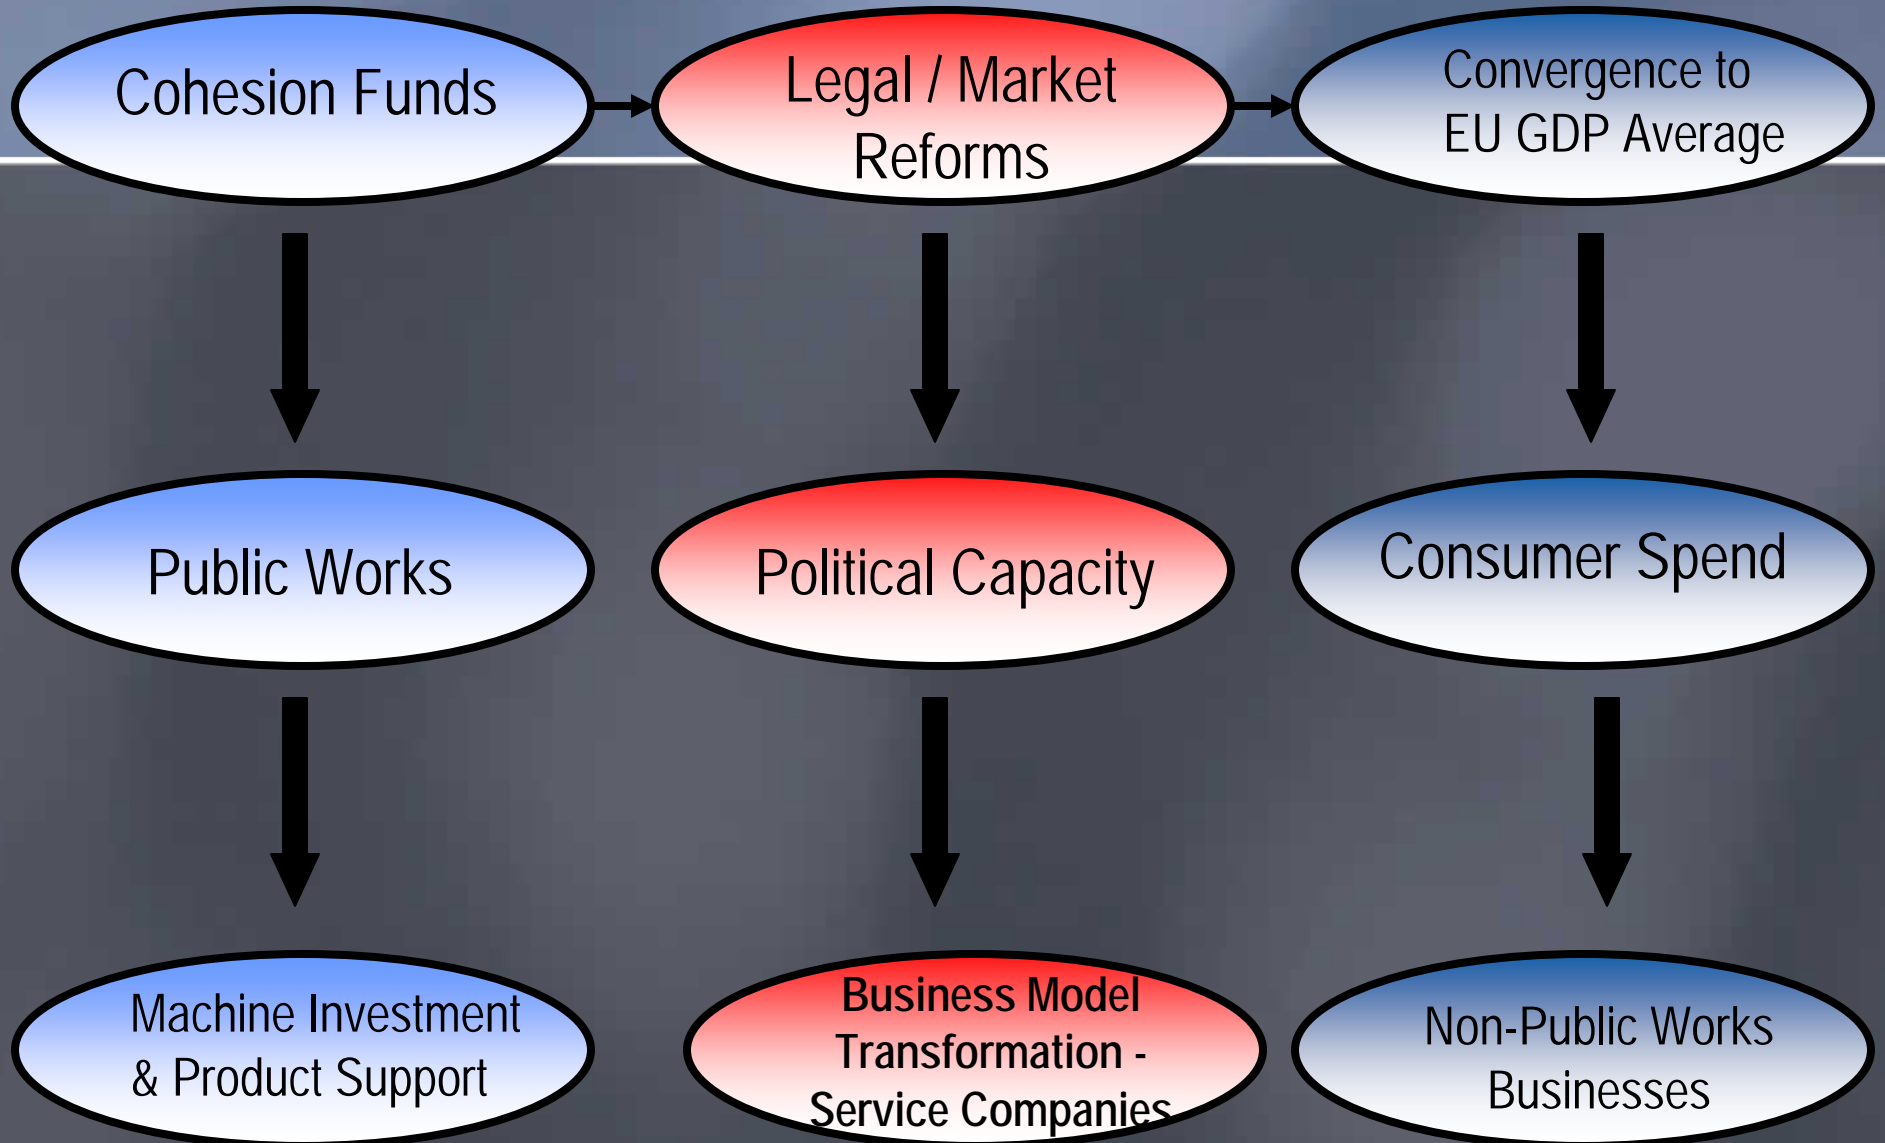 Cohesion Funds
Legal / Market
Reforms
Convergence to
EU GDP Average
Public Works
Political Capacity
Consumer Spend
Machine Investment
& Product Support
Business Model
Transformation -
Service Companies
Non-Public Works
Businesses